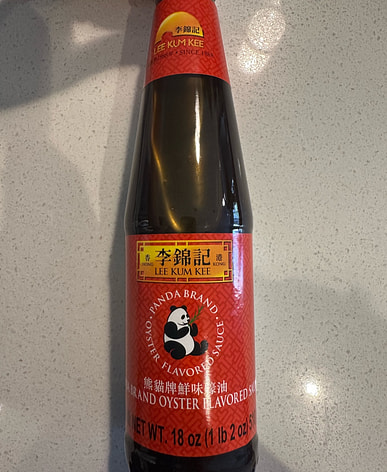 李錦記
LEE KUM KEE
香 李錦記 港
HONG LEE KUM KEE KONG
PANDA BRAND
OYSTER FLAVORED SAUCE
熊貓牌鮮味蠔油
BRAND OYSTER FLAVORED
NET WT. 18 oz (1 lb 2 oz)